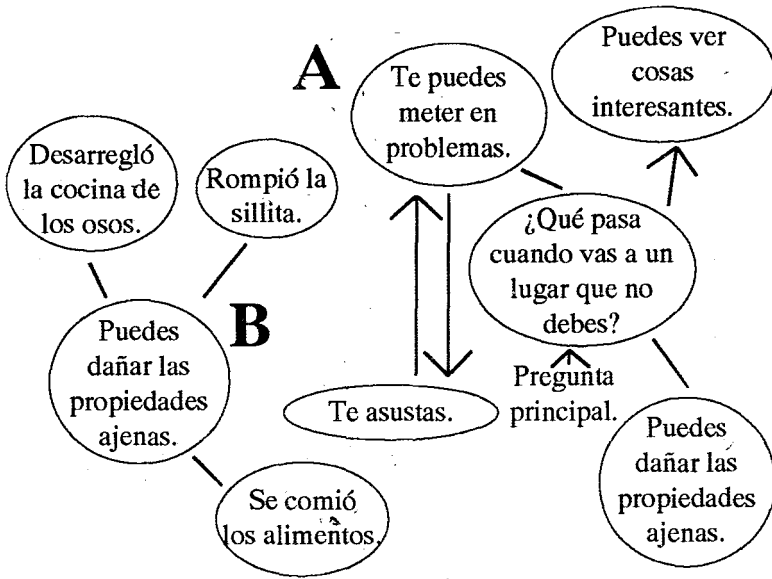 A
Te puedes
meter en
problemas.
Puedes ver
cosas
interesantes.
¿Qué pasa
cuando vas a un
lugar que no
debes?
Pregunta
principal.
Te asustas.
Puedes
dañar las
propiedades
ajenas.
B
Desarregló
la cocina de
los osos.
Rompió la
sillita.
Puedes
dañar las
propiedades
ajenas.
Se comió
los alimentos.